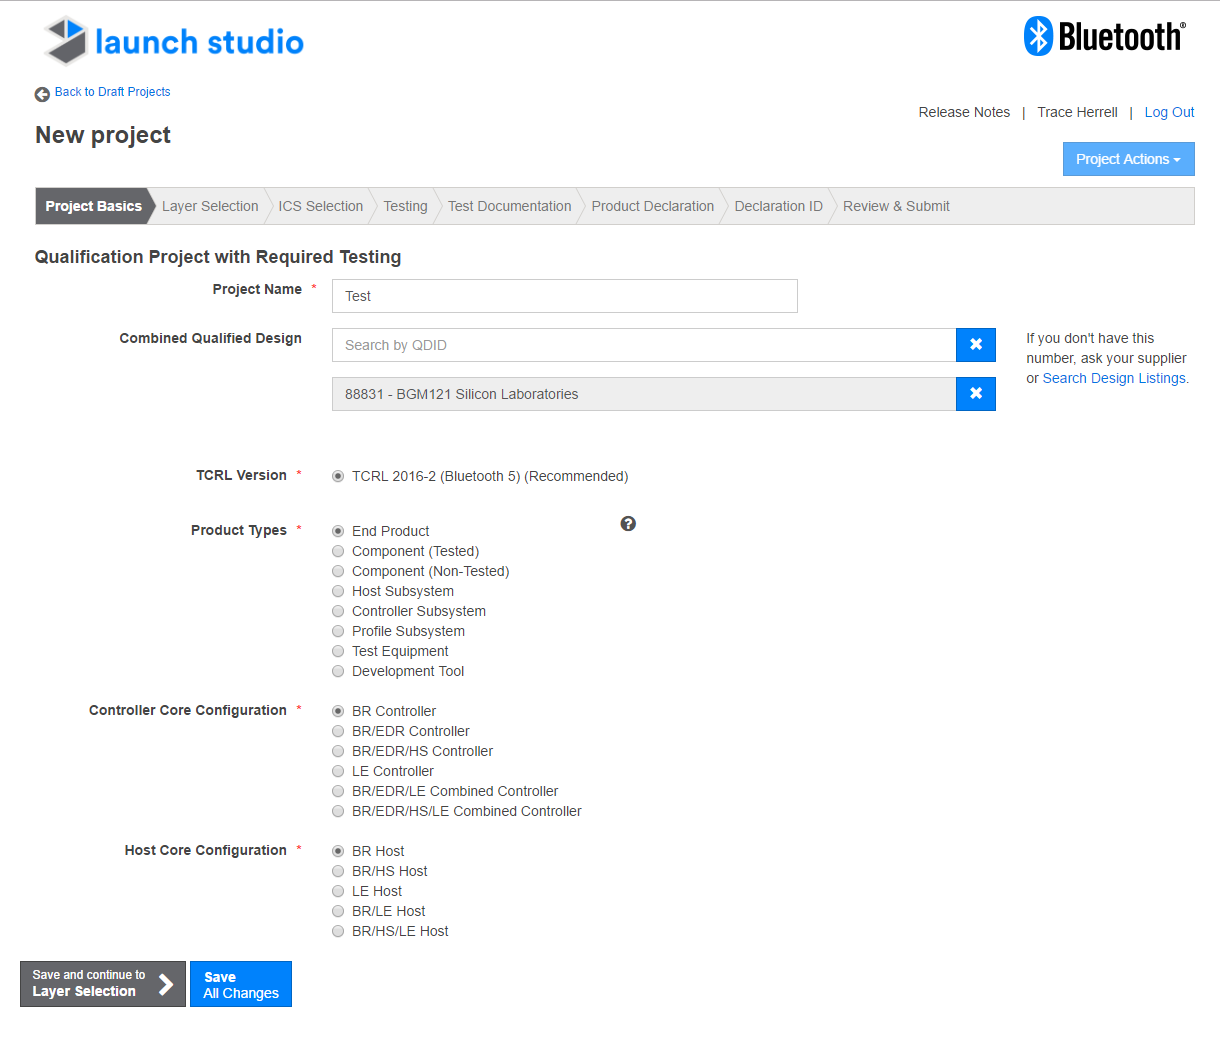 launch studio
Bluetooth®
Back to Draft Projects
Release Notes | Trace Herrell | Log Out
New project
Project Actions
Project Basics Layer Selection ICS Selection Testing Test Documentation Product Declaration Declaration ID Review & Submit
Qualification Project with Required Testing
Project Name * Test
Combined Qualified Design Search by QDID
If you don't have this
number, ask your supplier
or Search Design Listings.
88831 - BGM121 Silicon Laboratories
TCRL Version * TCRL 2016-2 (Bluetooth 5) (Recommended)
Product Types * End Product ?
Component (Tested)
Component (Non-Tested)
Host Subsystem
Controller Subsystem
Profile Subsystem
Test Equipment
Development Tool
Controller Core Configuration * BR Controller
BR/EDR Controller
BR/EDR/HS Controller
LE Controller
BR/EDR/LE Combined Controller
BR/EDR/HS/LE Combined Controller
Host Core Configuration * BR Host
BR/HS Host
LE Host
BR/LE Host
BR/HS/LE Host
Save and continue to
Layer Selection
Save
All Changes